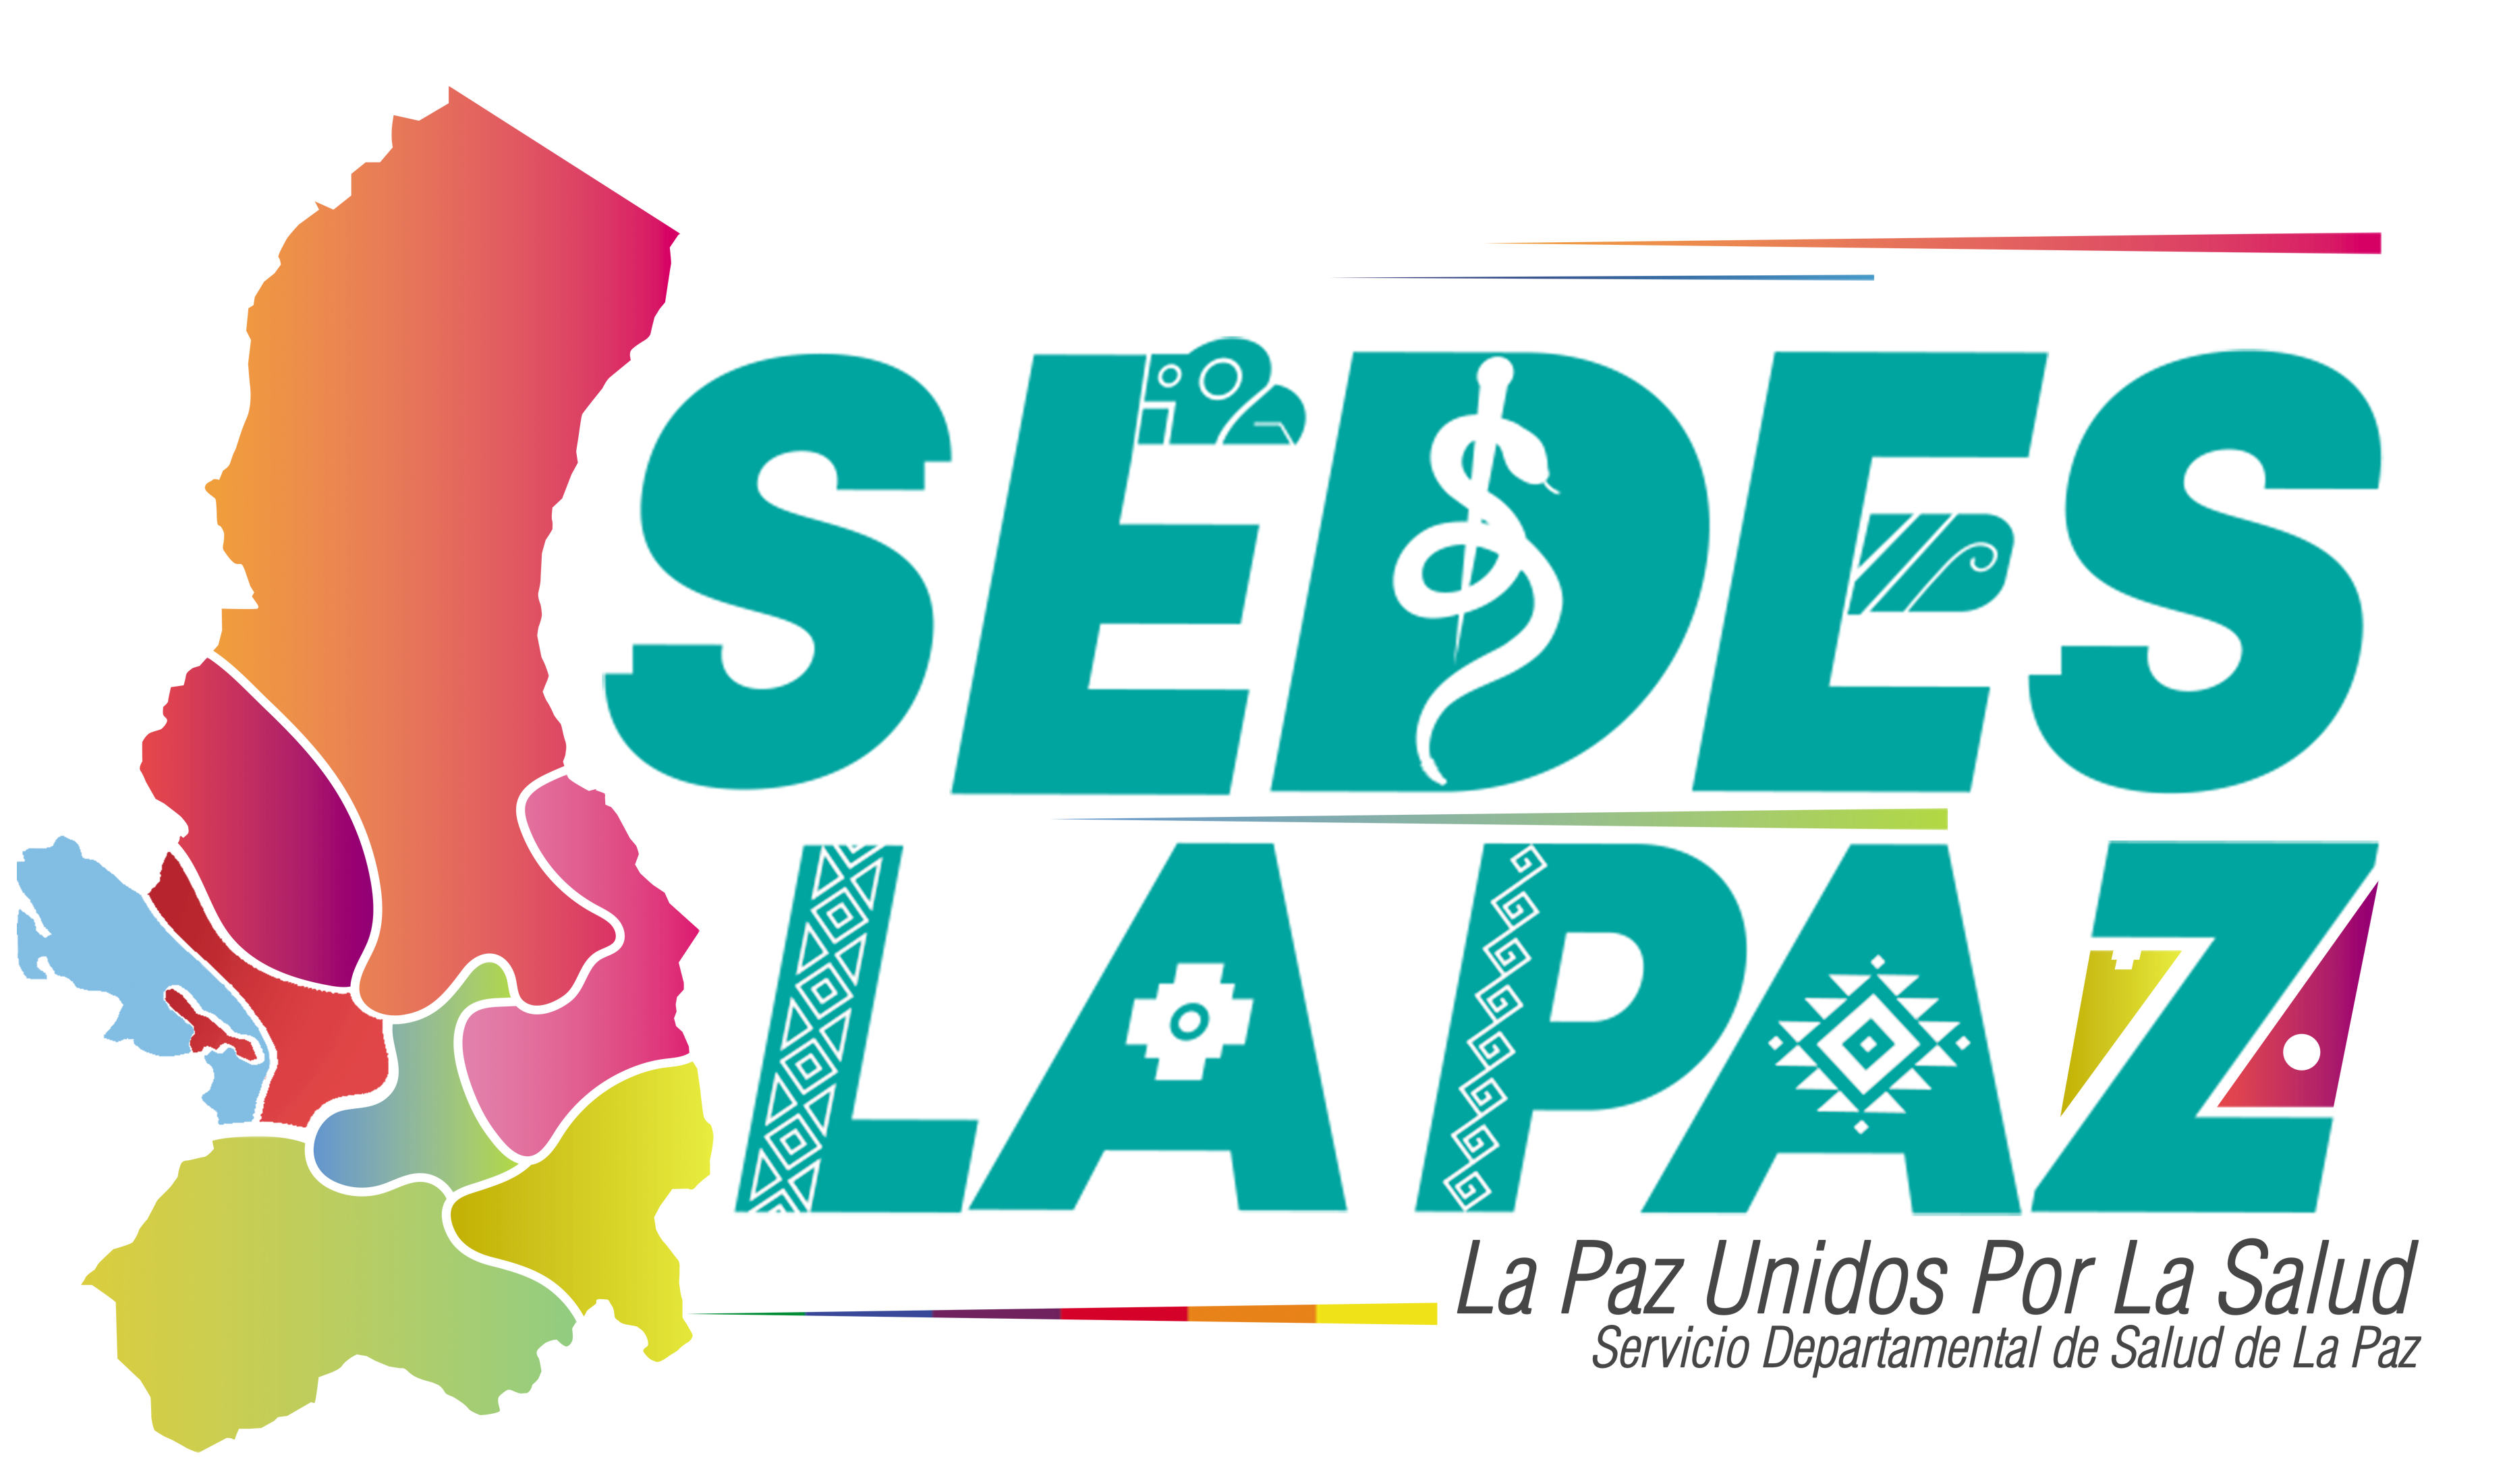 SEDES
LA PAZ
La Paz Unidos Por La Salud
Servicio Departamental de Salud de La Paz